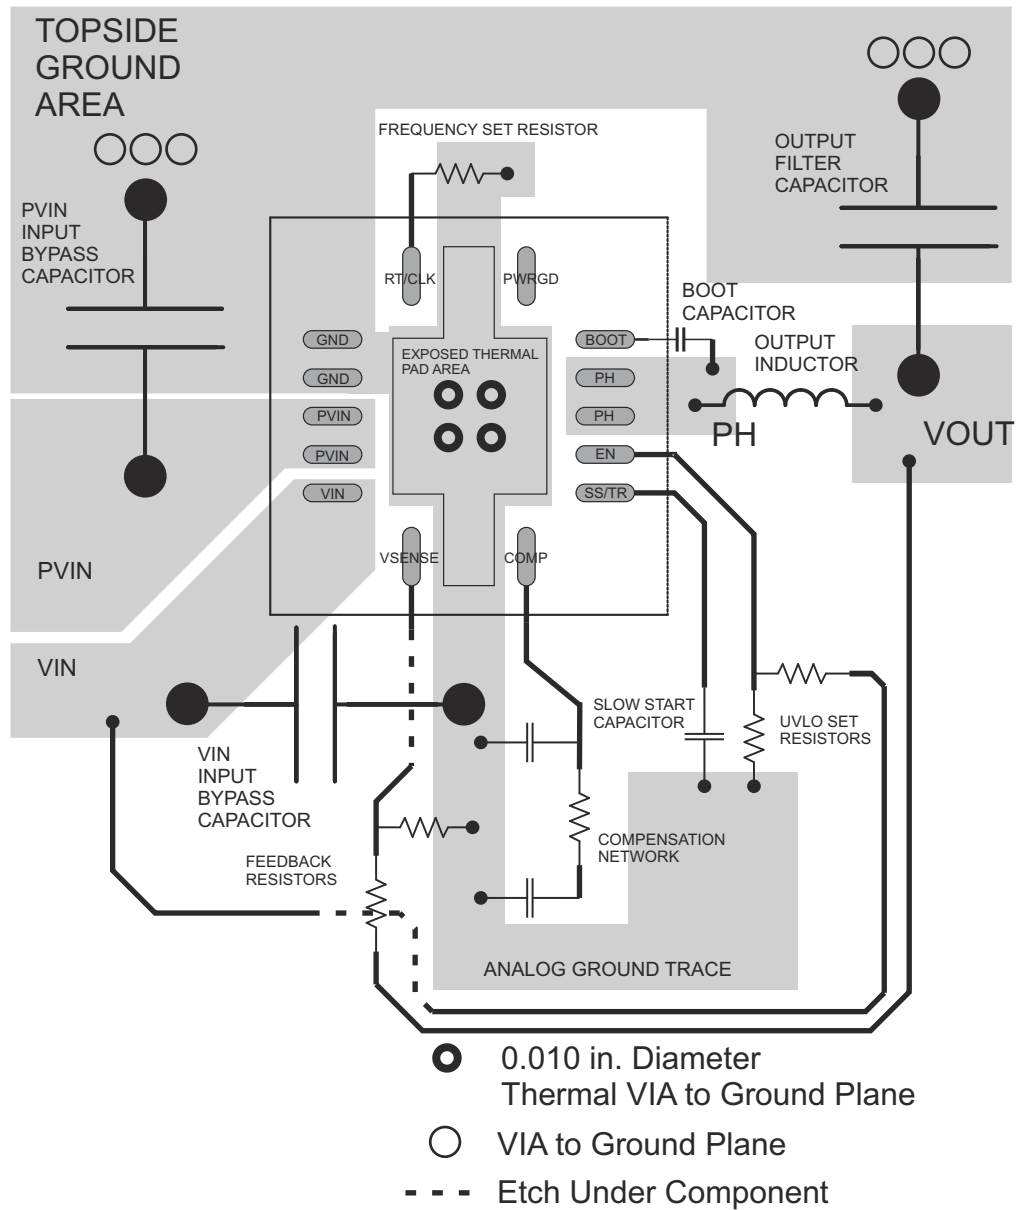 TOPSIDE
GROUND
AREA
FREQUENCY SET RESISTOR
OUTPUT
FILTER
CAPACITOR
PVIN
INPUT
BYPASS
CAPACITOR
RT/CLK
PWRGD
BOOT
CAPACITOR
GND
BOOT
OUTPUT
INDUCTOR
EXPOSED THERMAL
PAD AREA
GND
PH
PVIN
PH
PH
VOUT
PVIN
EN
VIN
SS/TR
VSENSE
COMP
PVIN
VIN
SLOW START
CAPACITOR
UVLO SET
RESISTORS
VIN
INPUT
BYPASS
CAPACITOR
COMPENSATION
NETWORK
FEEDBACK
RESISTORS
ANALOG GROUND TRACE
0.010 in. Diameter
Thermal VIA to Ground Plane
VIA to Ground Plane
Etch Under Component